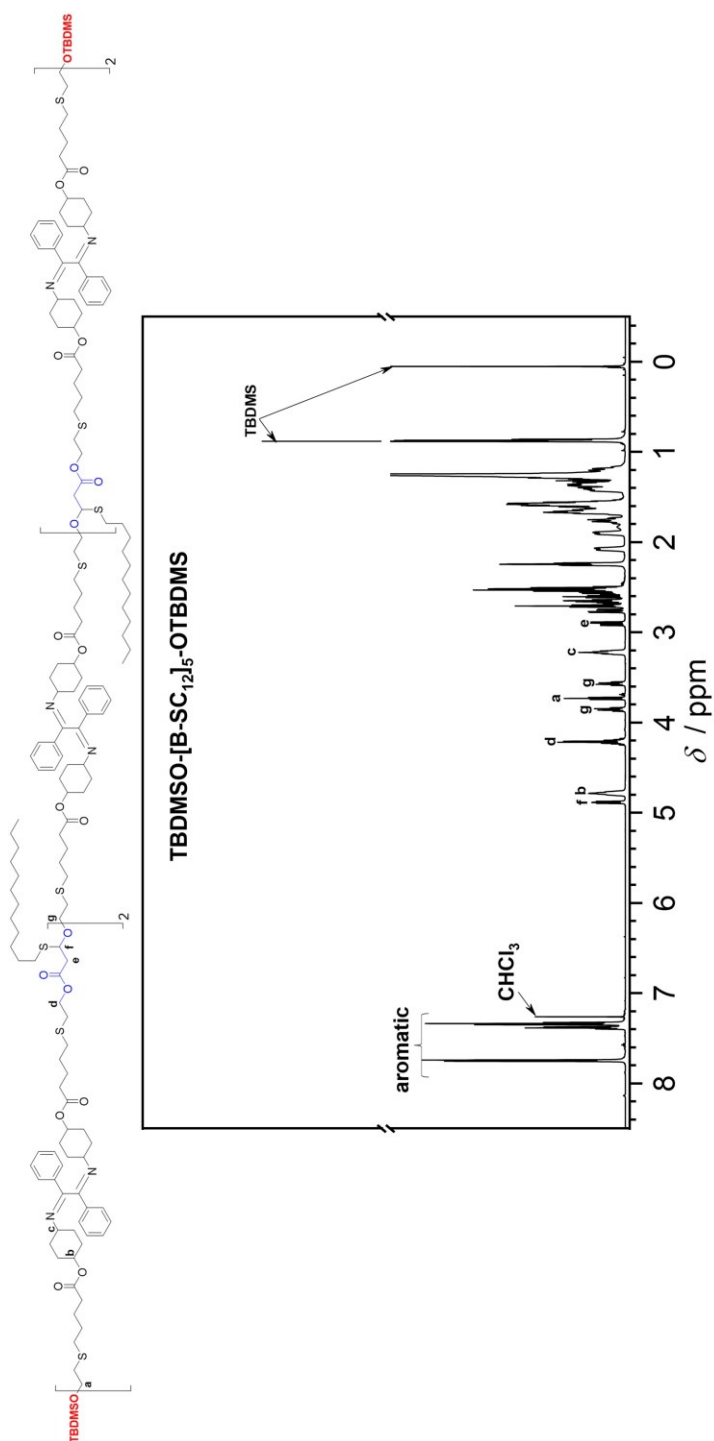 TBDMSO
a
S
O
O
b
c
N
N
O
O
S
d
O
O
e
f
S
O
g
2
S
O
O
N
N
O
O
S
O
S
O
O
S
O
O
N
N
O
O
S
2
OTBDMS
TBDMSO-[B-SC₁₂]₅-OTBDMS
TBDMS
aromatic
CHCl₃
f b
d
g
a
g
c
e
8 7 6 5 4 3 2 1 0
δ / ppm